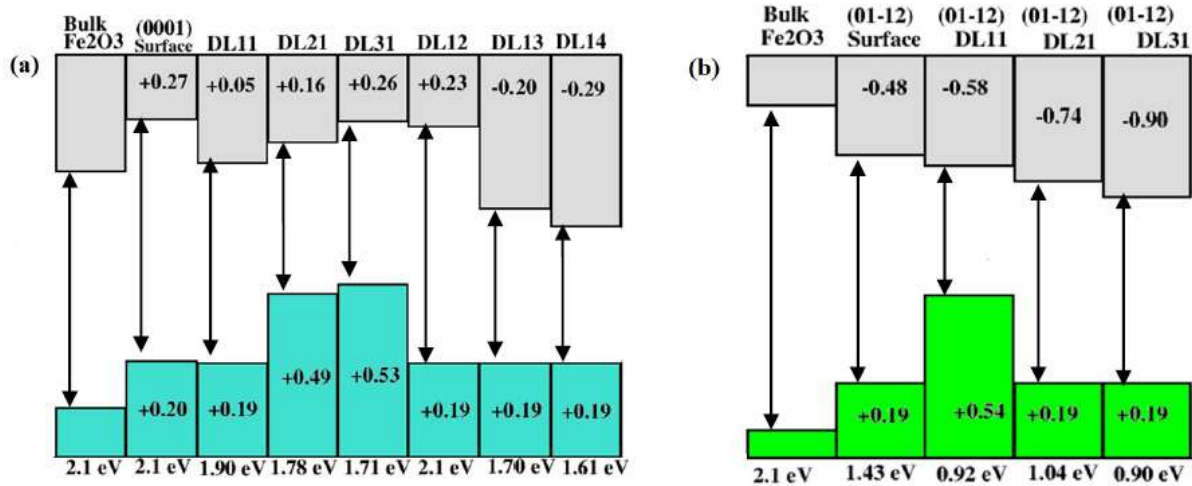 (a)
Bulk
Fe2O3
(0001)
Surface
DL11
DL21
DL31
DL12
DL13
DL14
+0.27
+0.05
+0.16
+0.26
+0.23
-0.20
-0.29
+0.20
+0.19
+0.49
+0.53
+0.19
+0.19
+0.19
2.1 eV
2.1 eV
1.90 eV
1.78 eV
1.71 eV
2.1 eV
1.70 eV
1.61 eV
(b)
Bulk
Fe2O3
(01-12)
Surface
(01-12)
DL11
(01-12)
DL21
(01-12)
DL31
-0.48
-0.58
-0.74
-0.90
+0.19
+0.54
+0.19
+0.19
2.1 eV
1.43 eV
0.92 eV
1.04 eV
0.90 eV